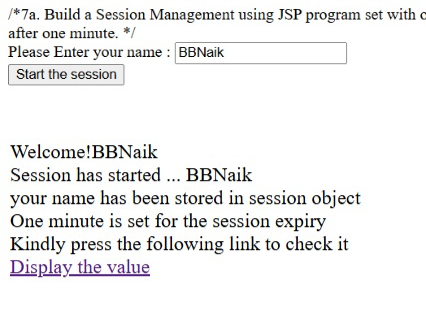 /*7a. Build a Session Management using JSP program set with
after one minute. */
Please Enter your name : BBNaik
Start the session
Welcome!BBNaik
Session has started ... BBNaik
your name has been stored in session object
One minute is set for the session expiry
Kindly press the following link to check it
Display the value